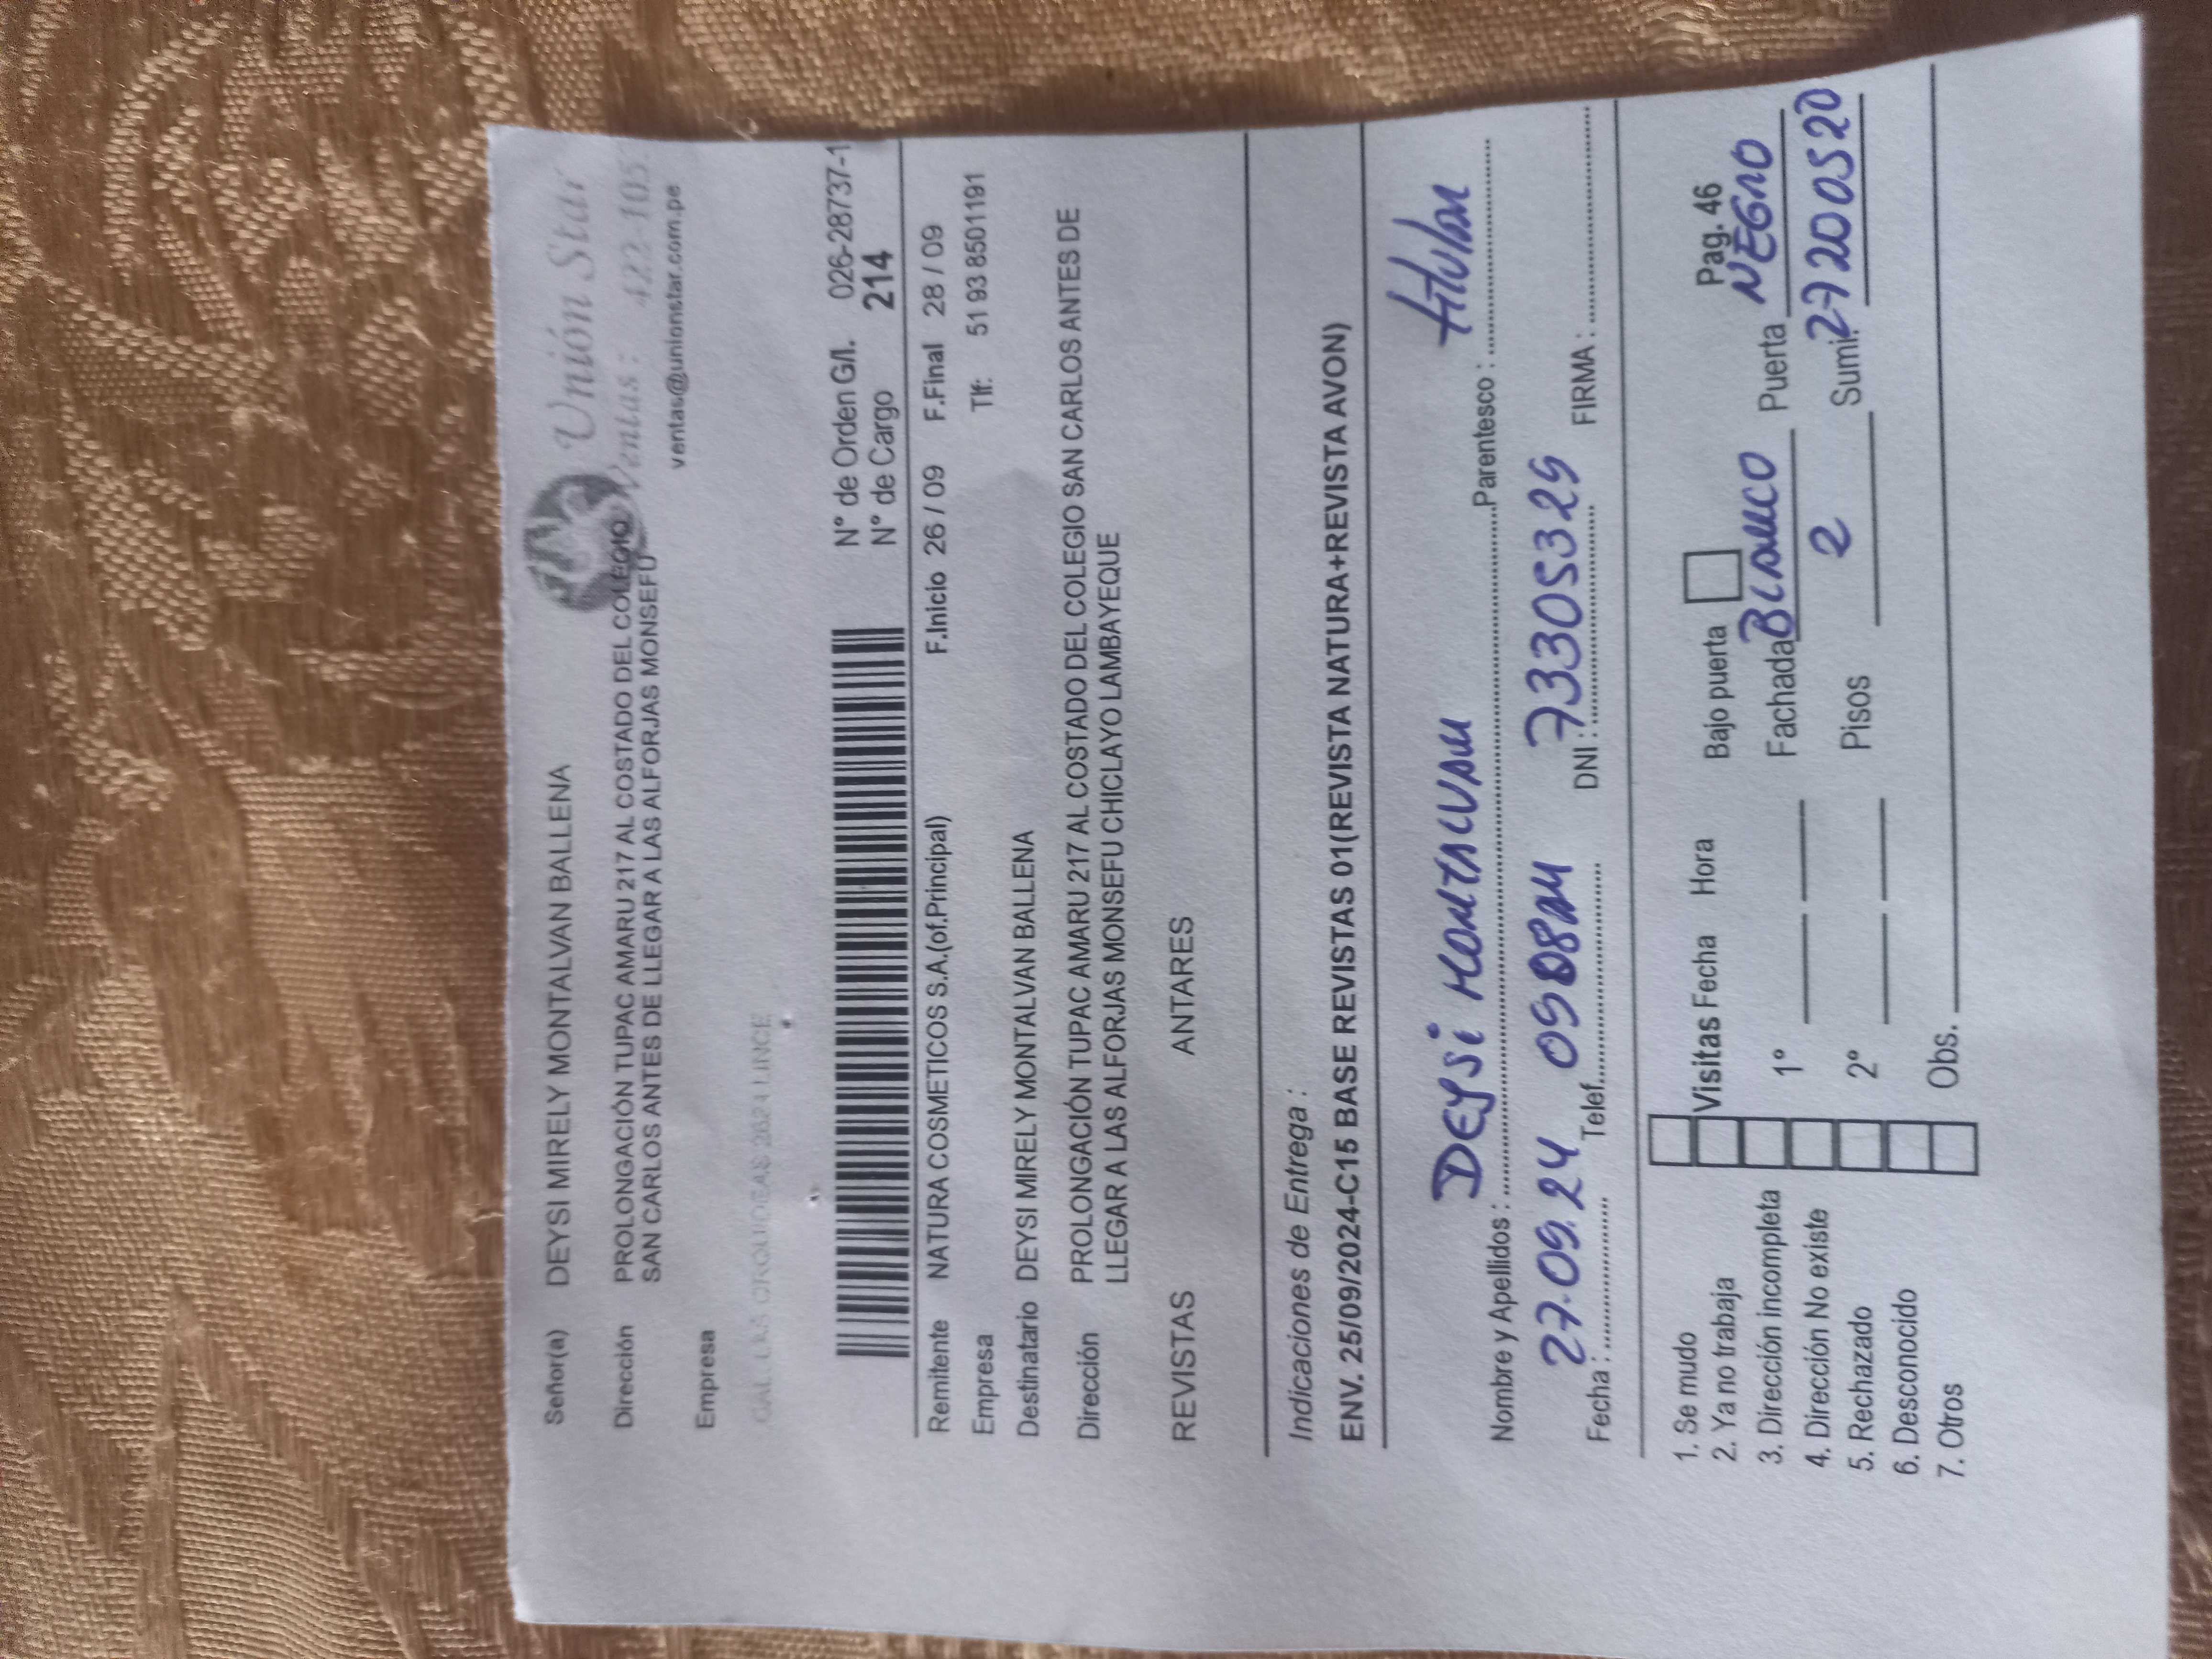 Señor(a) DEYSI MIRELY MONTALVAN BALLENA
Unión Star
Ventas: 422-105
ventas@unionstar.com.pe
Dirección PROLONGACIÓN TUPAC AMARU 217 AL COSTADO DEL COLEGIO
SAN CARLOS ANTES DE LLEGAR A LAS ALFORJAS MONSEFU
Empresa
N° de Orden G/I. 026-28737-1
N° de Cargo 214
Remitente NATURA COSMETICOS S.A.(of.Principal) F.Inicio 26 / 09 F.Final 28 / 09
Empresa Tlf: 51 93 8501191
Destinatario DEYSI MIRELY MONTALVAN BALLENA
Dirección PROLONGACIÓN TUPAC AMARU 217 AL COSTADO DEL COLEGIO SAN CARLOS ANTES DE
LLEGAR A LAS ALFORJAS MONSEFU CHICLAYO LAMBAYEQUE
REVISTAS ANTARES
Indicaciones de Entrega :
ENV. 25/09/2024-C15 BASE REVISTAS 01(REVISTA NATURA+REVISTA AVON)
Nombre y Apellidos : DEYSi MONTALVAN Parentesco : titular
Fecha : 27.09.24 Telef. 0908AM DNI : 73305329 FIRMA :
1. Se mudo
2. Ya no trabaja
3. Dirección incompleta
4. Dirección No existe
5. Rechazado
6. Desconocido
7. Otros
Visitas Fecha Hora Bajo puerta Pag. 46
1° Fachada BLANCO Puerta NEGRO
2° Pisos 2 Sumi. 27200520
Obs.